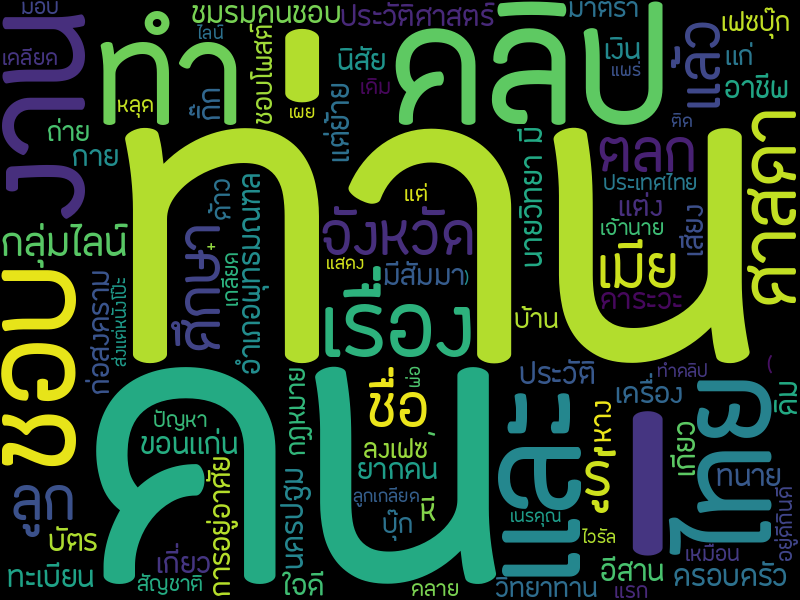 มอบ
ชมรมคนชอบ
ประวัติศาสตร์
มาตรา
เฟซบุ๊ก
งาน
เคลียด
ทำ
ไลน์
ชอบโพสต์
นิสัย
คลิป
เงิน
แพร่
แล้ว
แก่
อาชีพ
เดิม
หลุด
กั๊ก
เผย
แต่ย้าย
ติด
ถ่าย
กาย
ทาน
นายวิทยา มี
ตลก
ประเทศไทย
แต่ง
เจ้านาย
เสียง
ศาสดา
ด้าว
แต่
กลุ่มไลน์
ศึกษา
+
เกลียด
อำเภอพุทธมณฑล
จังหวัด
แสดง
มีสัมมา)
เมีย
คาระวะ
ชอบ
ก่อสงคราม
ส่งแค่หนังโป๊ะ
เรื่อง
บ้าน
(
คน
กฎหมาย
ชื่อ
ประวัติ
ทำคลิป
เครื่อง
ดิม
ปัญหา
ขอนแก่น
ลงเฟซ
ยากคน
และ
ห่าง
รู้
เกี่ยว
ไทย
ทนาย
ลูก
บัตร
การอยู่อาศัย
นครปฐม
ลูกเกลียด
บุ๊ก
หี
เนรคุณ
ไวรัล
เหมือน
อยู่ดีกินดี
ทะเบียน
เกี่ยว
สัญชาติ
ใจดี
คลาย
วิทยาทาน
อีสาน
แรก
ครอบครัว